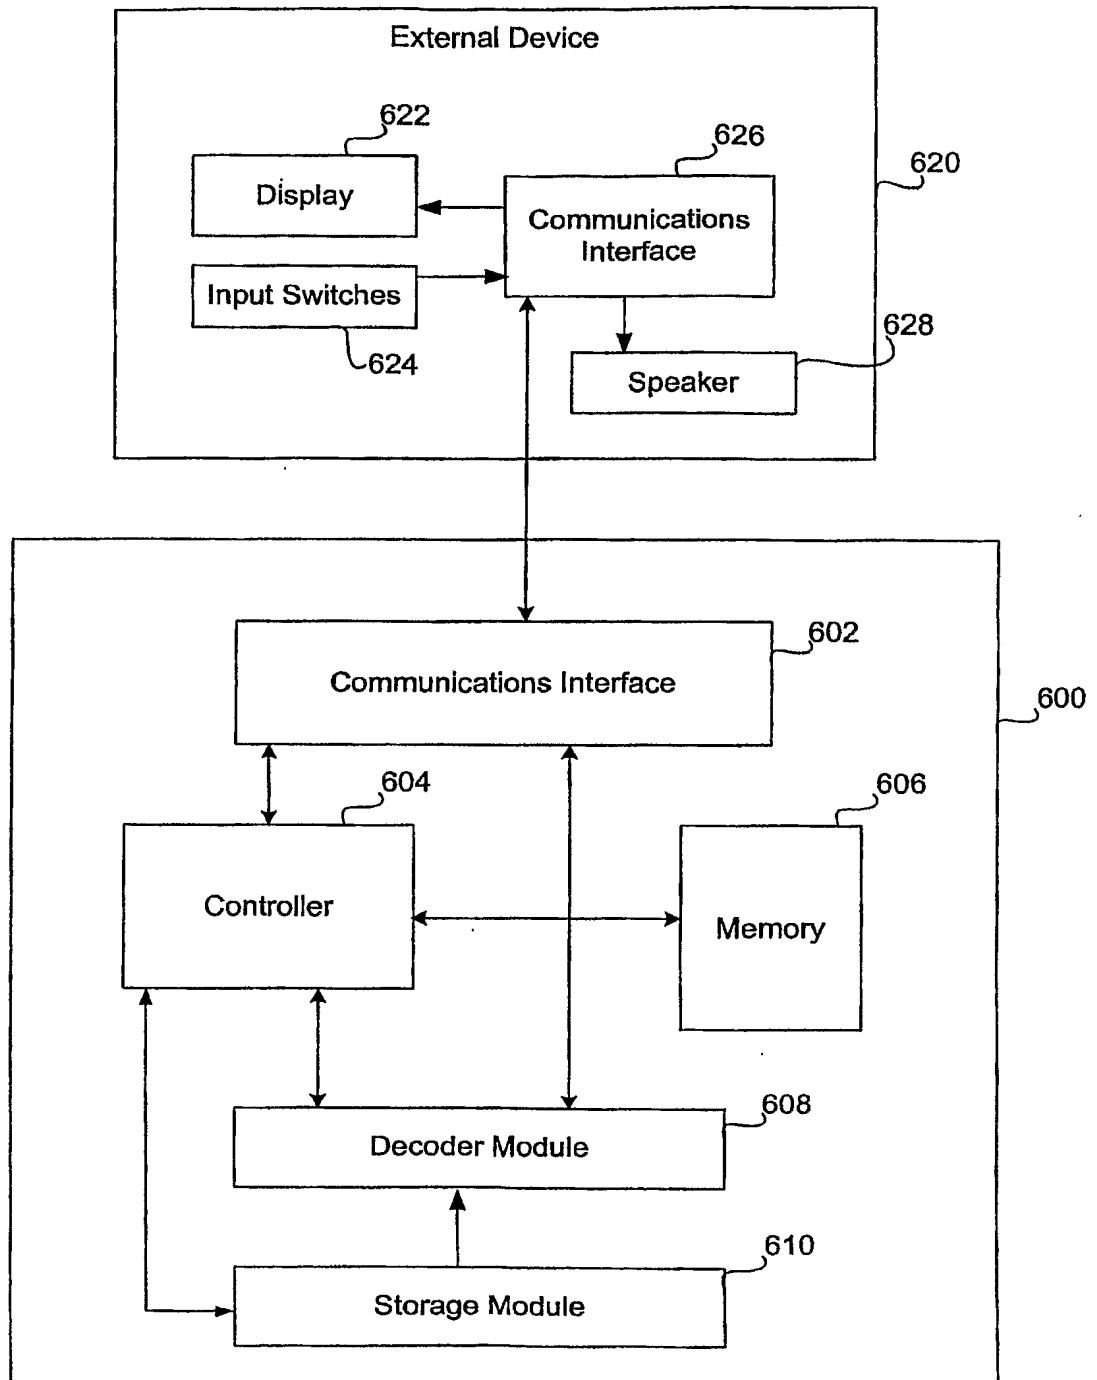 External Device
622
626
620
Display
Communications
Interface
Input Switches
624
628
Speaker
602
Communications Interface
600
604
606
Controller
Memory
608
Decoder Module
610
Storage Module